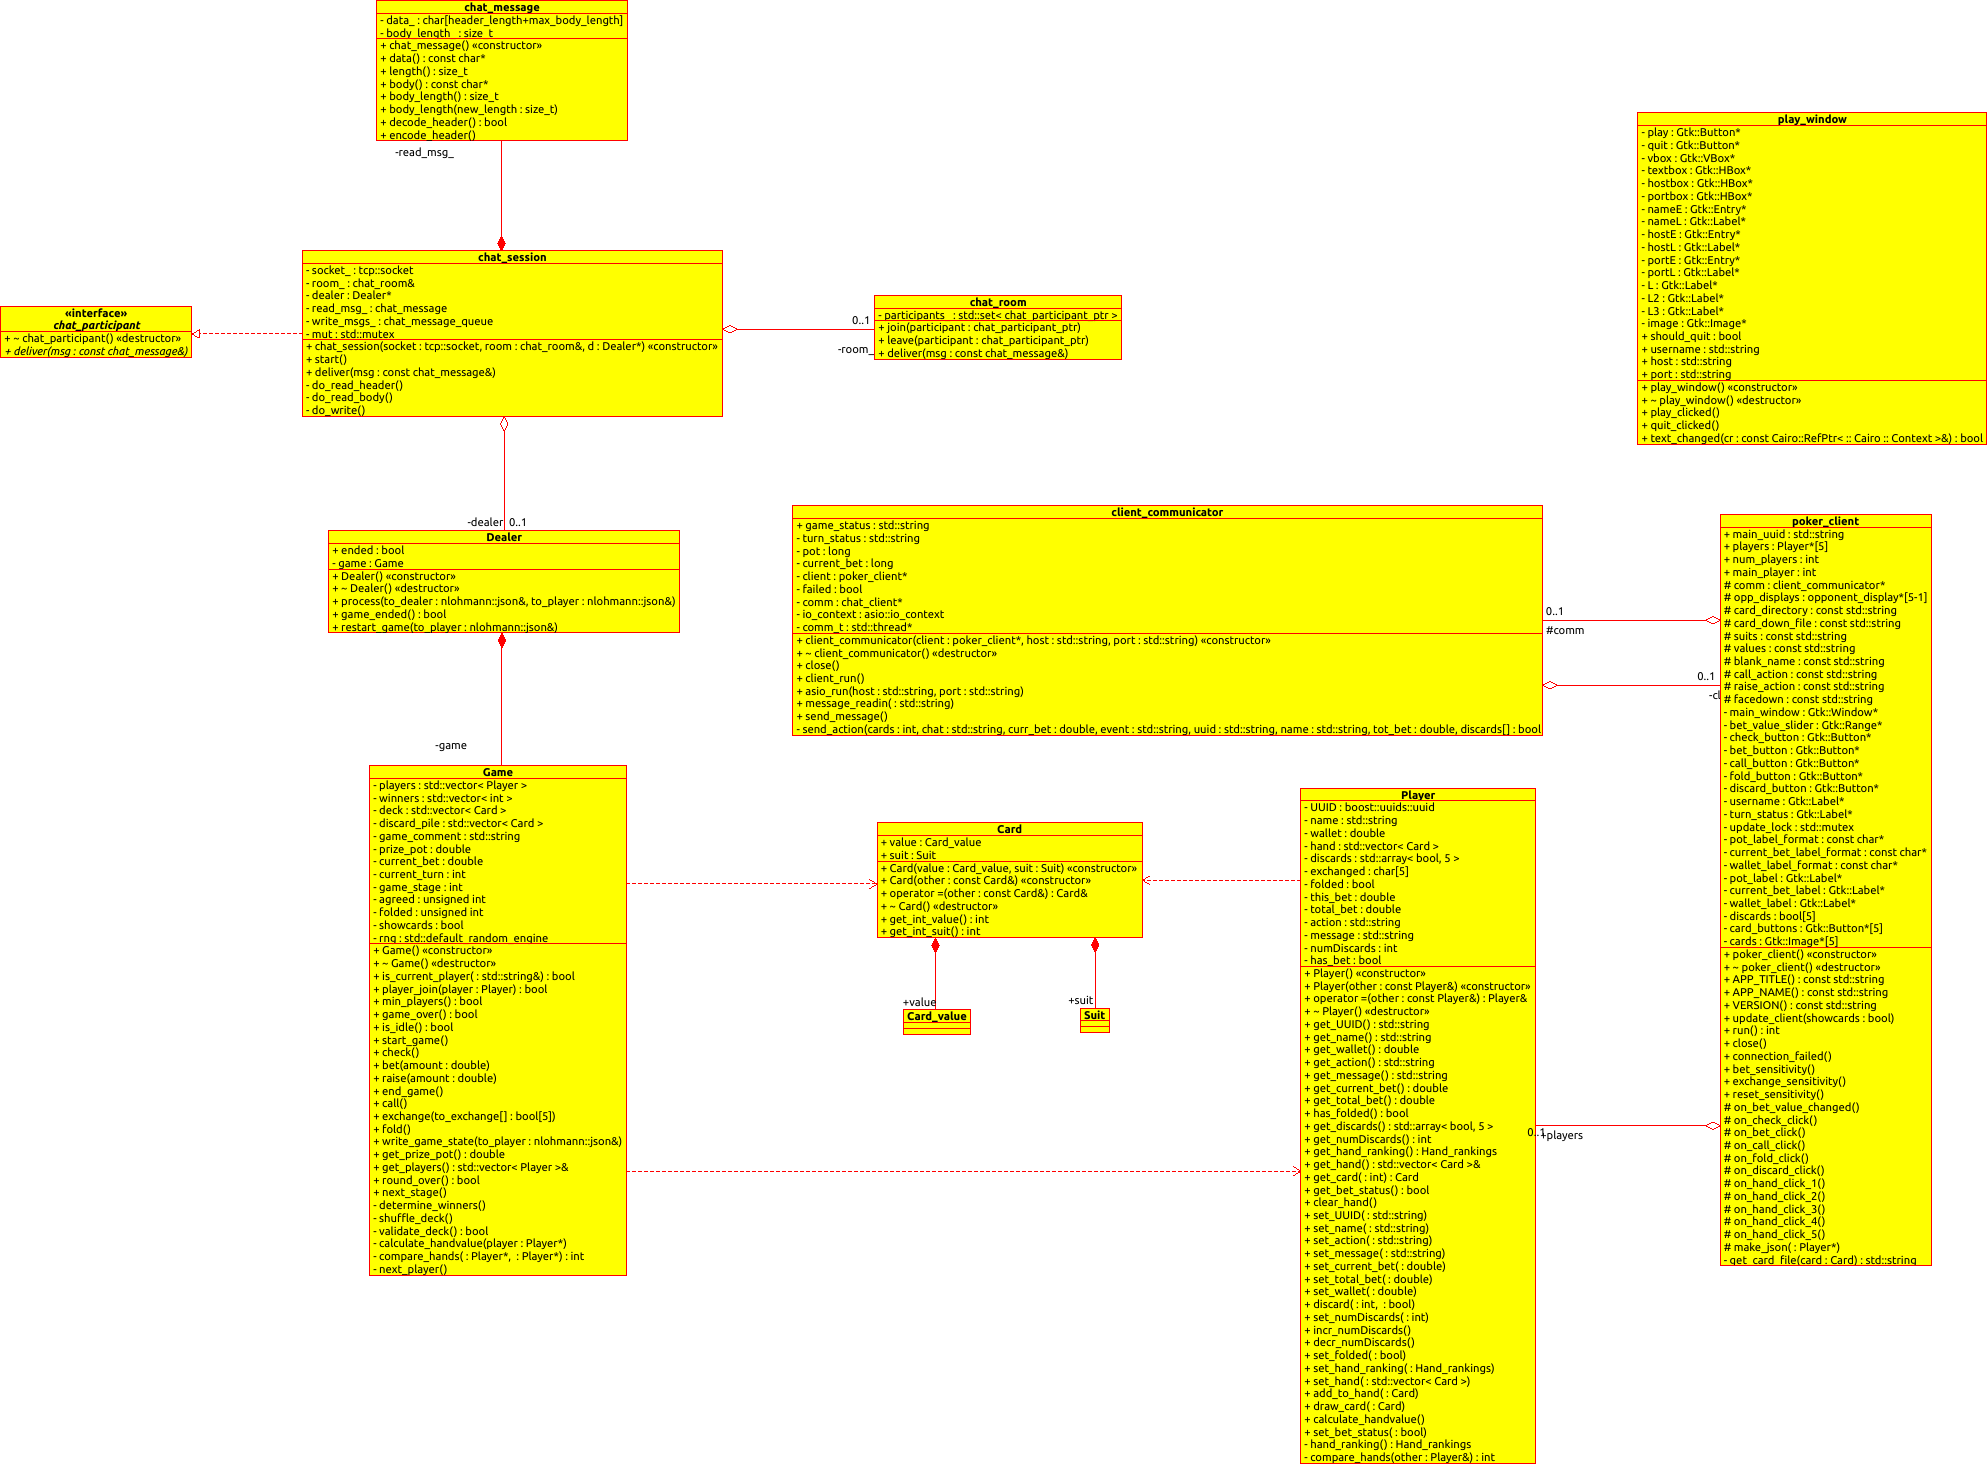 chat_message
- data_ : char[header_length+max_body_length]
- body_length_ : size_t
+ chat_message() «constructor»
+ data() : const char*
+ length() : size_t
+ body() : const char*
+ body_length() : size_t
+ body_length(new_length : size_t)
+ decode_header() : bool
+ encode_header()
-read_msg_
play_window
- play : Gtk::Button*
- quit : Gtk::Button*
- vbox : Gtk::VBox*
- textbox : Gtk::HBox*
- hostbox : Gtk::HBox*
- portbox : Gtk::HBox*
- nameE : Gtk::Entry*
- nameL : Gtk::Label*
- hostE : Gtk::Entry*
- hostL : Gtk::Label*
- portE : Gtk::Entry*
- portL : Gtk::Label*
- L : Gtk::Label*
- L2 : Gtk::Label*
- L3 : Gtk::Label*
- image : Gtk::Image*
+ should_quit : bool
+ username : std::string
+ host : std::string
+ port : std::string
+ play_window() «constructor»
+ ~ play_window() «destructor»
+ play_clicked()
+ quit_clicked()
+ text_changed(cr : const Cairo::RefPtr< :: Cairo :: Context >&) : bool
«interface»
chat_participant
+ ~ chat_participant() «destructor»
+ deliver(msg : const chat_message&)
chat_session
- socket_ : tcp::socket
- room_ : chat_room&
- dealer : Dealer*
- read_msg_ : chat_message
- write_msgs_ : chat_message_queue
- mut : std::mutex
+ chat_session(socket : tcp::socket, room : chat_room&, d : Dealer*) «constructor»
+ start()
+ deliver(msg : const chat_message&)
- do_read_header()
- do_read_body()
- do_write()
0..1
-room_
chat_room
- participants_ : std::set< chat_participant_ptr >
+ join(participant : chat_participant_ptr)
+ leave(participant : chat_participant_ptr)
+ deliver(msg : const chat_message&)
-dealer
0..1
Dealer
+ ended : bool
- game : Game
+ Dealer() «constructor»
+ ~ Dealer() «destructor»
+ process(to_dealer : nlohmann::json&, to_player : nlohmann::json&)
+ game_ended() : bool
+ restart_game(to_player : nlohmann::json&)
-game
client_communicator
+ game_status : std::string
- turn_status : std::string
- pot : long
- current_bet : long
- client : poker_client*
- failed : bool
- comm : chat_client*
- io_context : asio::io_context
- comm_t : std::thread*
+ client_communicator(client : poker_client*, host : std::string, port : std::string) «constructor»
+ ~ client_communicator() «destructor»
+ close()
+ client_run()
+ asio_run(host : std::string, port : std::string)
+ message_readin( : std::string)
+ send_message()
- send_action(cards : int, chat : std::string, curr_bet : double, event : std::string, uuid : std::string, name : std::string, tot_bet : double, discards[] : bool
0..1
#comm
0..1
-cl
poker_client
+ main_uuid : std::string
+ players : Player*[5]
+ num_players : int
+ main_player : int
# comm : client_communicator*
# opp_displays : opponent_display*[5-1]
# card_directory : const std::string
# card_down_file : const std::string
# suits : const std::string
# values : const std::string
# blank_name : const std::string
# call_action : const std::string
# raise_action : const std::string
# facedown : const std::string
- main_window : Gtk::Window*
- bet_value_slider : Gtk::Range*
- check_button : Gtk::Button*
- bet_button : Gtk::Button*
- call_button : Gtk::Button*
- fold_button : Gtk::Button*
- discard_button : Gtk::Button*
- username : Gtk::Label*
- turn_status : Gtk::Label*
- update_lock : std::mutex
- pot_label_format : const char*
- current_bet_label_format : const char*
- wallet_label_format : const char*
- pot_label : Gtk::Label*
- current_bet_label : Gtk::Label*
- wallet_label : Gtk::Label*
- discards : bool[5]
- card_buttons : Gtk::Button*[5]
- cards : Gtk::Image*[5]
+ poker_client() «constructor»
+ ~ poker_client() «destructor»
+ APP_TITLE() : const std::string
+ APP_NAME() : const std::string
+ VERSION() : const std::string
+ update_client(showcards : bool)
+ run() : int
+ close()
+ connection_failed()
+ bet_sensitivity()
+ exchange_sensitivity()
+ reset_sensitivity()
# on_bet_value_changed()
# on_check_click()
# on_bet_click()
# on_call_click()
# on_fold_click()
# on_discard_click()
# on_hand_click_1()
# on_hand_click_2()
# on_hand_click_3()
# on_hand_click_4()
# on_hand_click_5()
# make_json( : Player*)
- get_card_file(card : Card) : std::string
Game
- players : std::vector< Player >
- winners : std::vector< int >
- deck : std::vector< Card >
- discard_pile : std::vector< Card >
- game_comment : std::string
- prize_pot : double
- current_bet : double
- current_turn : int
- game_stage : int
- agreed : unsigned int
- folded : unsigned int
- showcards : bool
- rng : std::default_random_engine
+ Game() «constructor»
+ ~ Game() «destructor»
+ is_current_player( : std::string&) : bool
+ player_join(player : Player) : bool
+ min_players() : bool
+ game_over() : bool
+ is_idle() : bool
+ start_game()
+ check()
+ bet(amount : double)
+ raise(amount : double)
+ end_game()
+ call()
+ exchange(to_exchange[] : bool[5])
+ fold()
+ write_game_state(to_player : nlohmann::json&)
+ get_prize_pot() : double
+ get_players() : std::vector< Player >&
+ round_over() : bool
+ next_stage()
- determine_winners()
- shuffle_deck()
- validate_deck() : bool
- calculate_handvalue(player : Player*)
- compare_hands( : Player*,  : Player*) : int
- next_player()
Card
+ value : Card_value
+ suit : Suit
+ Card(value : Card_value, suit : Suit) «constructor»
+ Card(other : const Card&) «constructor»
+ operator =(other : const Card&) : Card&
+ ~ Card() «destructor»
+ get_int_value() : int
+ get_int_suit() : int
+value
+suit
Card_value
Suit
Player
- UUID : boost::uuids::uuid
- name : std::string
- wallet : double
- hand : std::vector< Card >
- discards : std::array< bool, 5 >
- exchanged : char[5]
- folded : bool
- this_bet : double
- total_bet : double
- action : std::string
- message : std::string
- numDiscards : int
- has_bet : bool
+ Player() «constructor»
+ Player(other : const Player&) «constructor»
+ operator =(other : const Player&) : Player&
+ ~ Player() «destructor»
+ get_UUID() : std::string
+ get_name() : std::string
+ get_wallet() : double
+ get_action() : std::string
+ get_message() : std::string
+ get_current_bet() : double
+ get_total_bet() : double
+ has_folded() : bool
+ get_discards() : std::array< bool, 5 >
+ get_numDiscards() : int
+ get_hand_ranking() : Hand_rankings
+ get_hand() : std::vector< Card >&
+ get_card( : int) : Card
+ get_bet_status() : bool
+ clear_hand()
+ set_UUID( : std::string)
+ set_name( : std::string)
+ set_action( : std::string)
+ set_message( : std::string)
+ set_current_bet( : double)
+ set_total_bet( : double)
+ set_wallet( : double)
+ discard( : int,  : bool)
+ set_numDiscards( : int)
+ incr_numDiscards()
+ decr_numDiscards()
+ set_folded( : bool)
+ set_hand_ranking( : Hand_rankings)
+ set_hand( : std::vector< Card >)
+ add_to_hand( : Card)
+ draw_card( : Card)
+ calculate_handvalue()
+ set_bet_status( : bool)
- hand_ranking() : Hand_rankings
- compare_hands(other : Player&) : int
0..1
+players